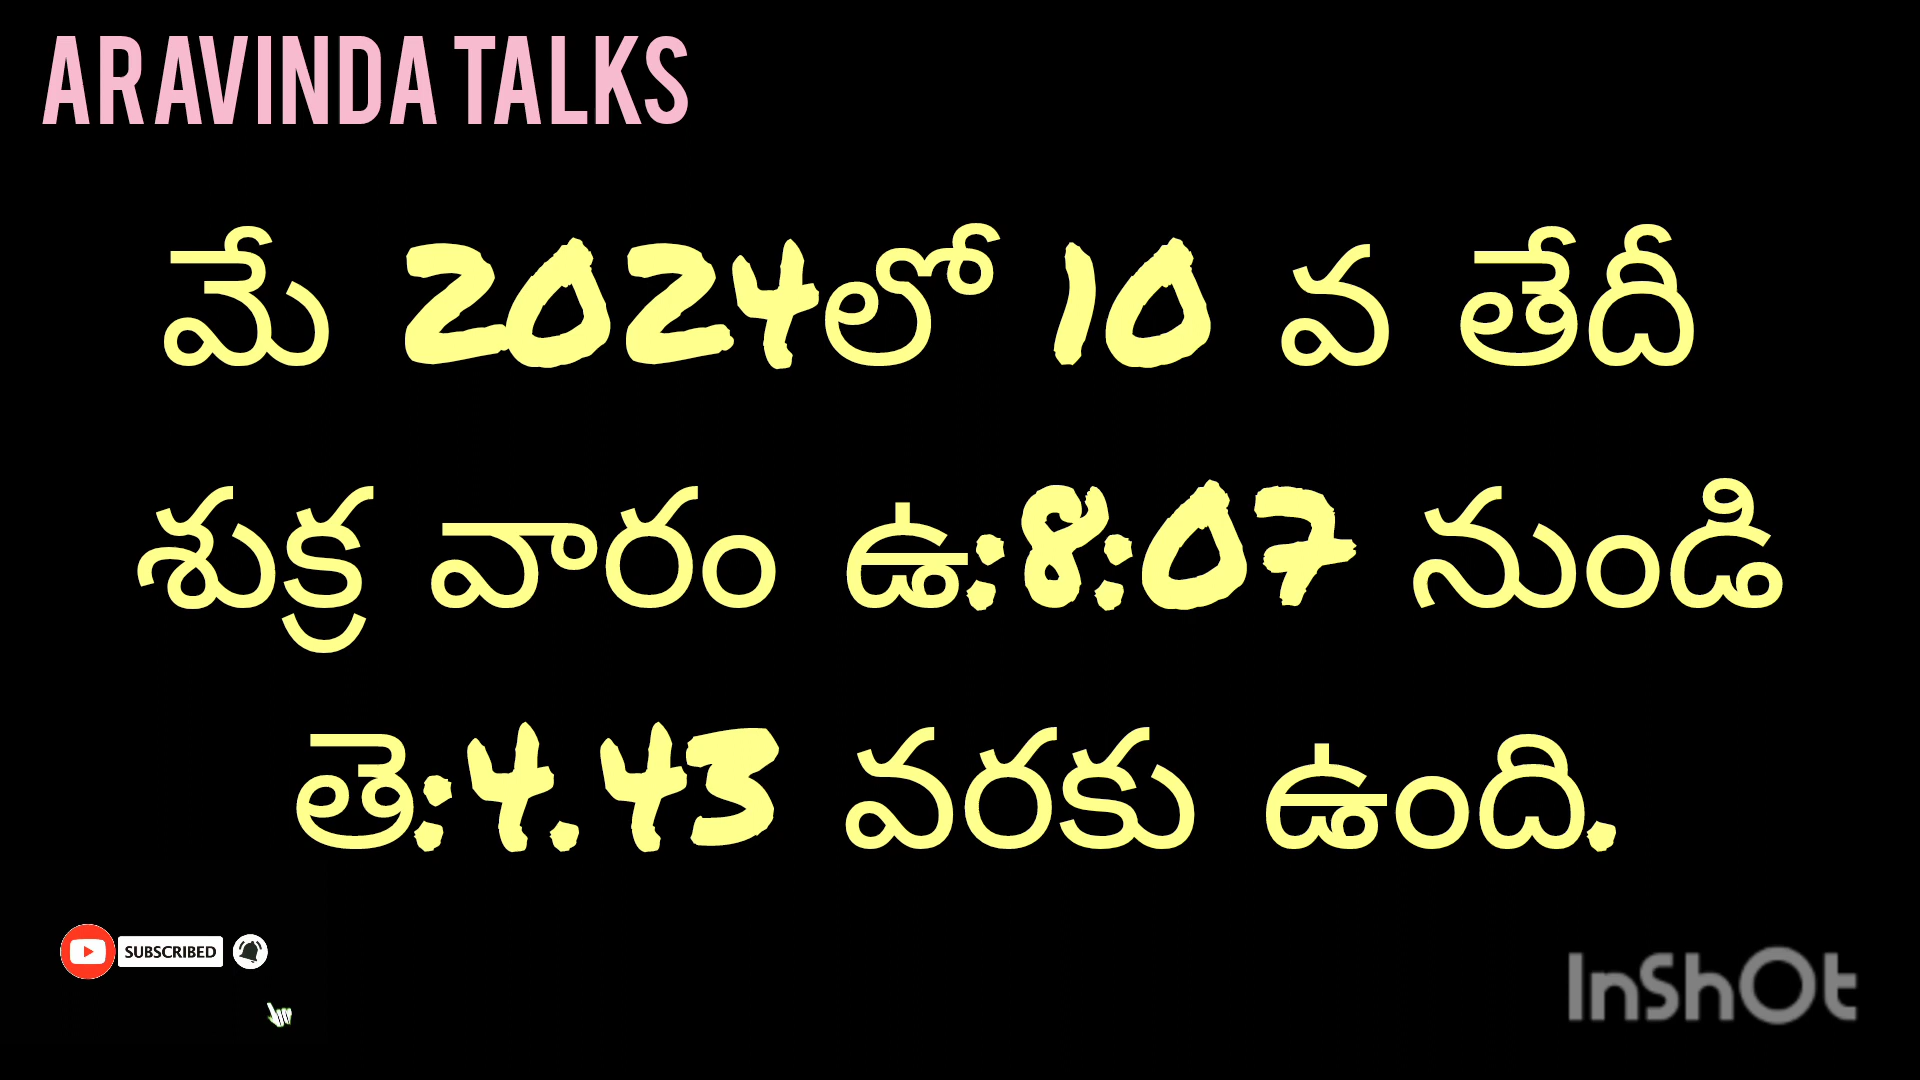 ARAVINDA TALKS
మే 2024లో 10 వ తేదీ
శుక్ర వారం ఉ:8:07 నుండి
తె:4.43 వరకు ఉంది.
SUBSCRIBED
InShOt